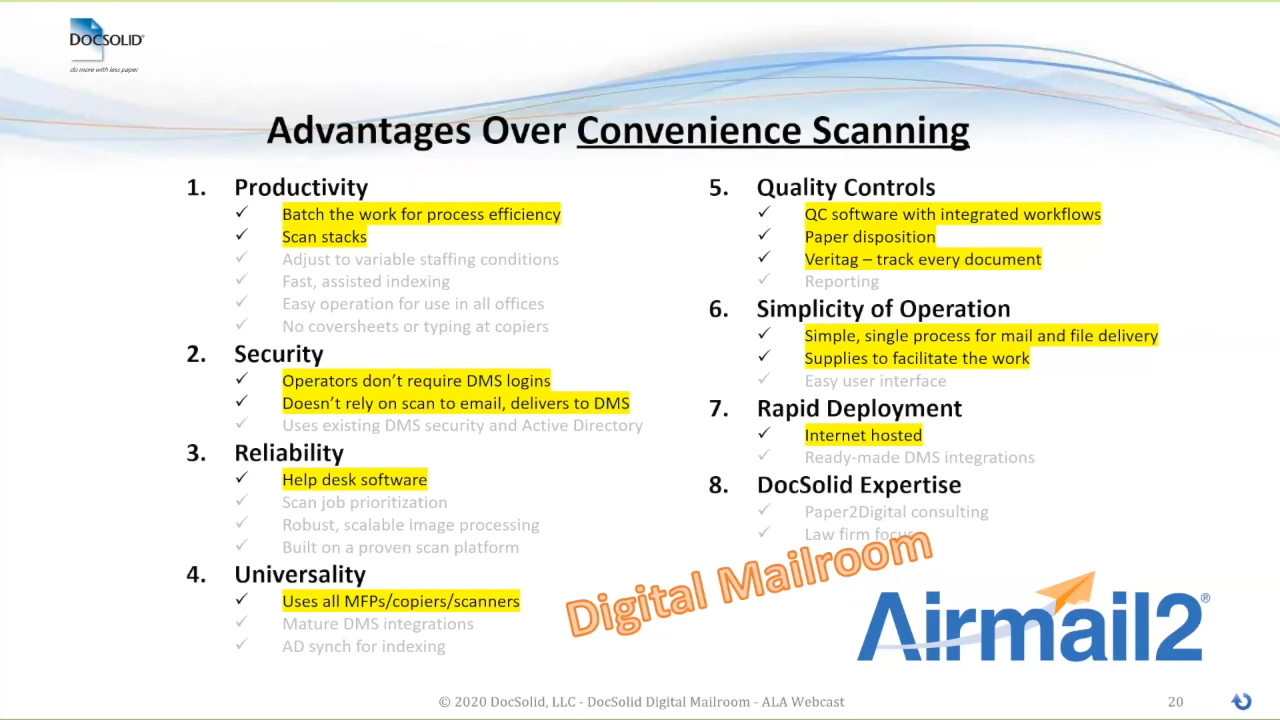 DOCSOLID®
do more with less paper
Advantages Over Convenience Scanning
1. Productivity
✓ Batch the work for process efficiency
✓ Scan stacks
✓ Adjust to variable staffing conditions
✓ Fast, assisted indexing
✓ Easy operation for use in all offices
✓ No coversheets or typing at copiers
2. Security
✓ Operators don’t require DMS logins
✓ Doesn’t rely on scan to email, delivers to DMS
✓ Uses existing DMS security and Active Directory
3. Reliability
✓ Help desk software
✓ Scan job prioritization
✓ Robust, scalable image processing
✓ Built on a proven scan platform
4. Universality
✓ Uses all MFPs/copiers/scanners
✓ Mature DMS integrations
✓ AD synch for indexing
5. Quality Controls
✓ QC software with integrated workflows
✓ Paper disposition
✓ Veritag – track every document
✓ Reporting
6. Simplicity of Operation
✓ Simple, single process for mail and file delivery
✓ Supplies to facilitate the work
✓ Easy user interface
7. Rapid Deployment
✓ Internet hosted
✓ Ready-made DMS integrations
8. DocSolid Expertise
✓ Paper2Digital consulting
✓ Law firm focus
Digital Mailroom
Airmail2®
© 2020 DocSolid, LLC - DocSolid Digital Mailroom - ALA Webcast
20